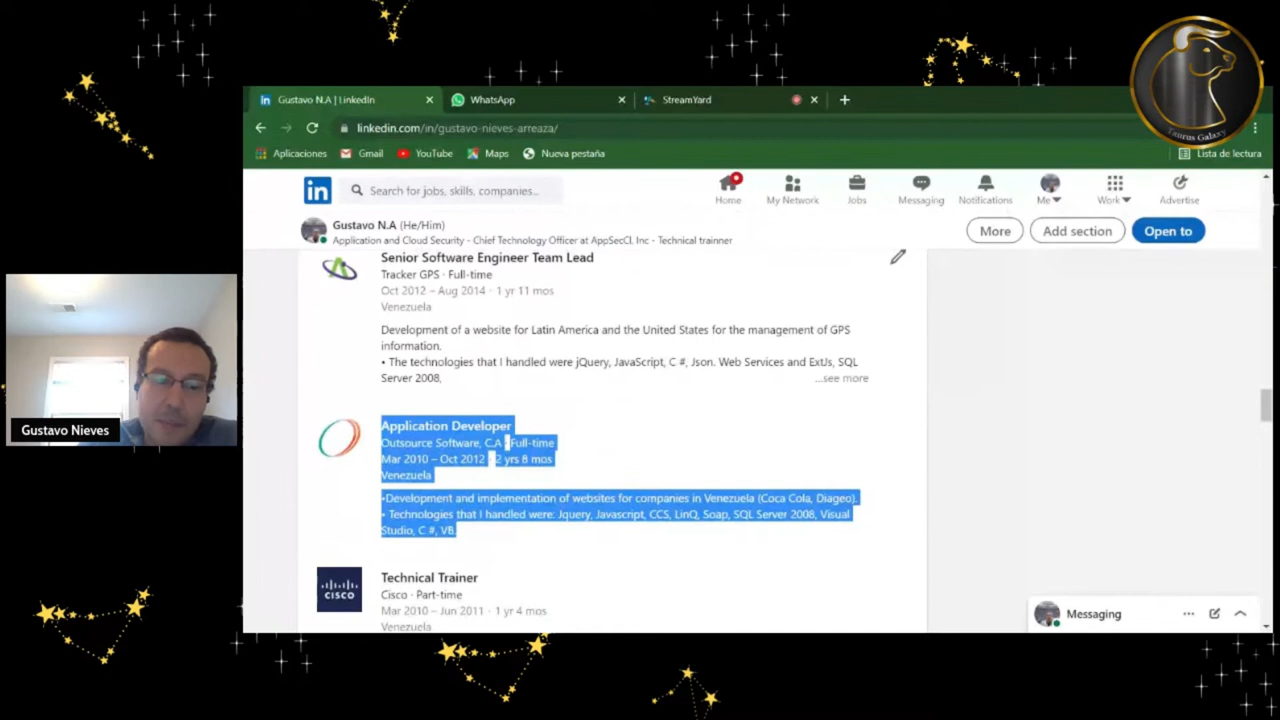 Taurus Galaxy
Gustavo N.A | LinkedIn
WhatsApp
StreamYard
linkedin.com/in/gustavo-nieves-arreaza/
Aplicaciones
Gmail
YouTube
Maps
Nueva pestaña
Lista de lectura
in
Search for jobs, skills, companies...
Home
My Network
Jobs
Messaging
Notifications
Me
Work
Advertise
Gustavo N.A (He/Him)
Application and Cloud Security - Chief Technology Officer at AppSecCl, Inc - Technical trainner
More
Add section
Open to
Senior Software Engineer Team Lead
Tracker GPS · Full-time
Oct 2012 – Aug 2014 · 1 yr 11 mos
Venezuela
Development of a website for Latin America and the United States for the management of GPS
information.
• The technologies that I handled were jQuery, JavaScript, C #, Json. Web Services and ExtJs, SQL
Server 2008,
...see more
Application Developer
Outsource Software, C.A · Full-time
Mar 2010 – Oct 2012 · 2 yrs 8 mos
Venezuela
•Development and implementation of websites for companies in Venezuela (Coca Cola, Diageo).
• Technologies that I handled were: Jquery, Javascript, CCS, LinQ, Soap, SQL Server 2008, Visual
Studio, C #, VB.
CISCO
Technical Trainer
Cisco · Part-time
Mar 2010 – Jun 2011 · 1 yr 4 mos
Venezuela
Messaging
Gustavo Nieves